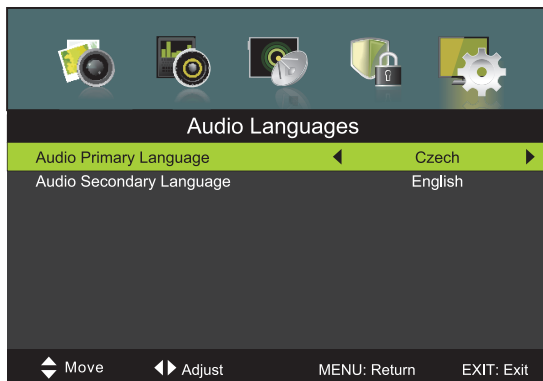 Audio Languages
Audio Primary Language Czech
Audio Secondary Language English
Move Adjust MENU: Return EXIT: Exit